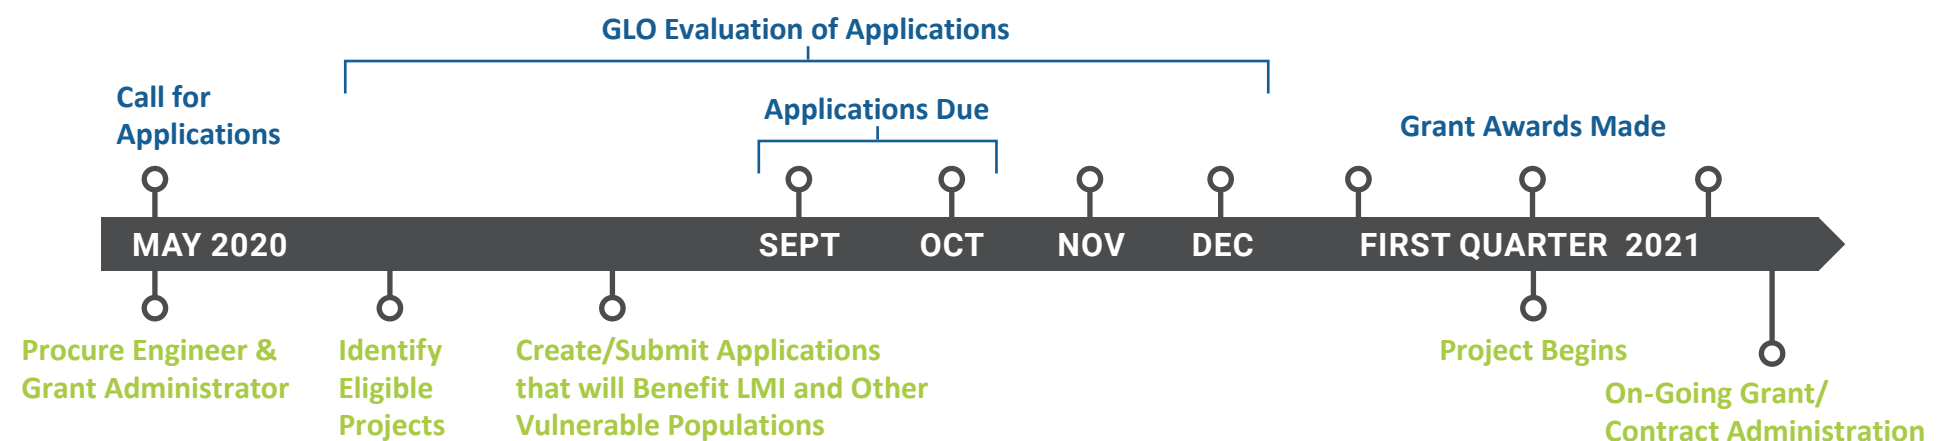 GLO Evaluation of Applications
Call for
Applications
Applications Due
Grant Awards Made
MAY 2020
SEPT
OCT
NOV
DEC
FIRST QUARTER 2021
Procure Engineer &
Grant Administrator
Identify
Eligible
Projects
Create/Submit Applications
that will Benefit LMI and Other
Vulnerable Populations
Project Begins
On-Going Grant/
Contract Administration